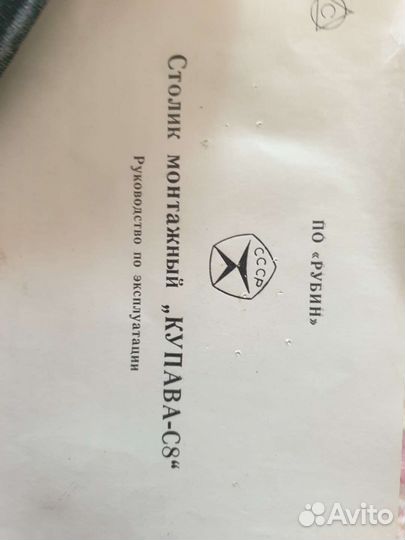 ПО «РУБИН»
СССР
Столик монтажный „КУПАВА-С8“
Руководство по эксплуатации
Avito